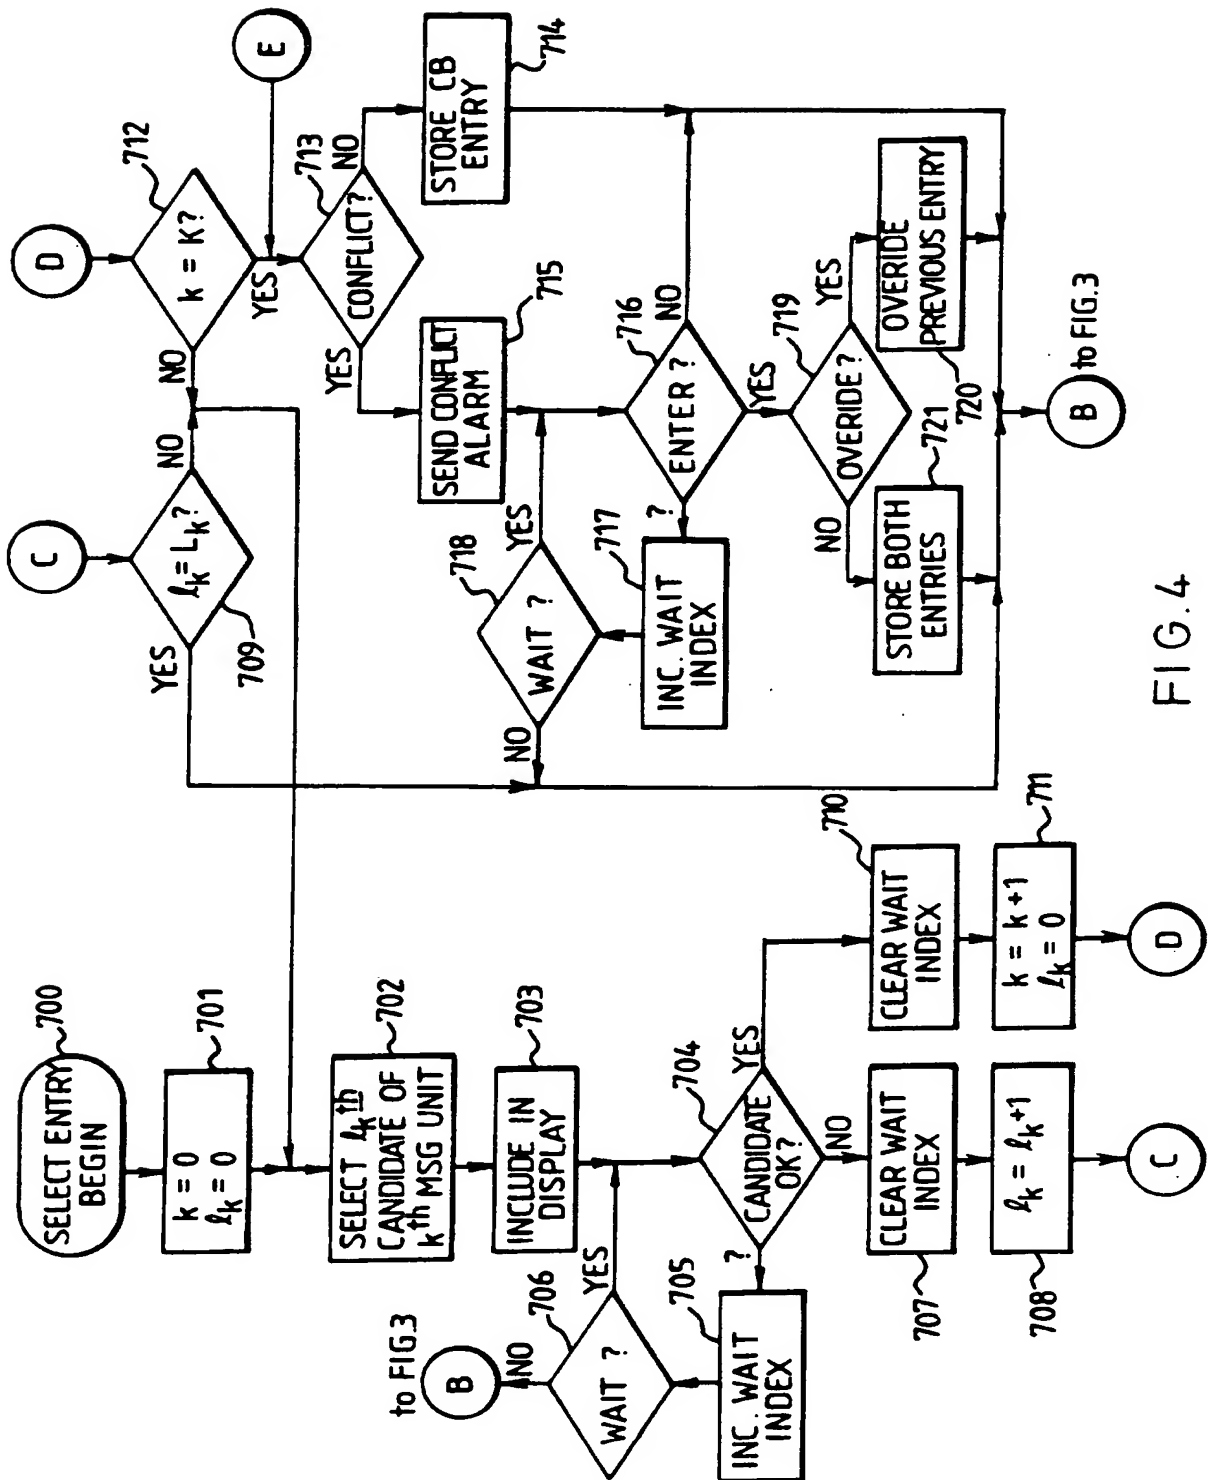 700
SELECT ENTRY
BEGIN
701
k = 0
ℓk = 0
702
SELECT ℓk th
CANDIDATE OF
k th MSG UNIT
703
INCLUDE IN
DISPLAY
704
CANDIDATE
OK?
YES
NO
?
705
INC. WAIT
INDEX
706
WAIT ?
YES
NO
B
to FIG.3
707
CLEAR WAIT
INDEX
708
ℓk = ℓk+1
C
710
CLEAR WAIT
INDEX
711
k = k+1
ℓk = 0
D
C
ℓk = Lk?
709
YES
NO
D
712
k = K?
NO
YES
E
713
CONFLICT?
YES
NO
714
STORE CB
ENTRY
715
SEND CONFLICT
ALARM
716
ENTER ?
NO
YES
?
717
INC. WAIT
INDEX
718
WAIT ?
YES
NO
719
OVERRIDE?
YES
NO
720
OVERRIDE
PREVIOUS ENTRY
721
STORE BOTH
ENTRIES
B
to FIG.3
FIG.4